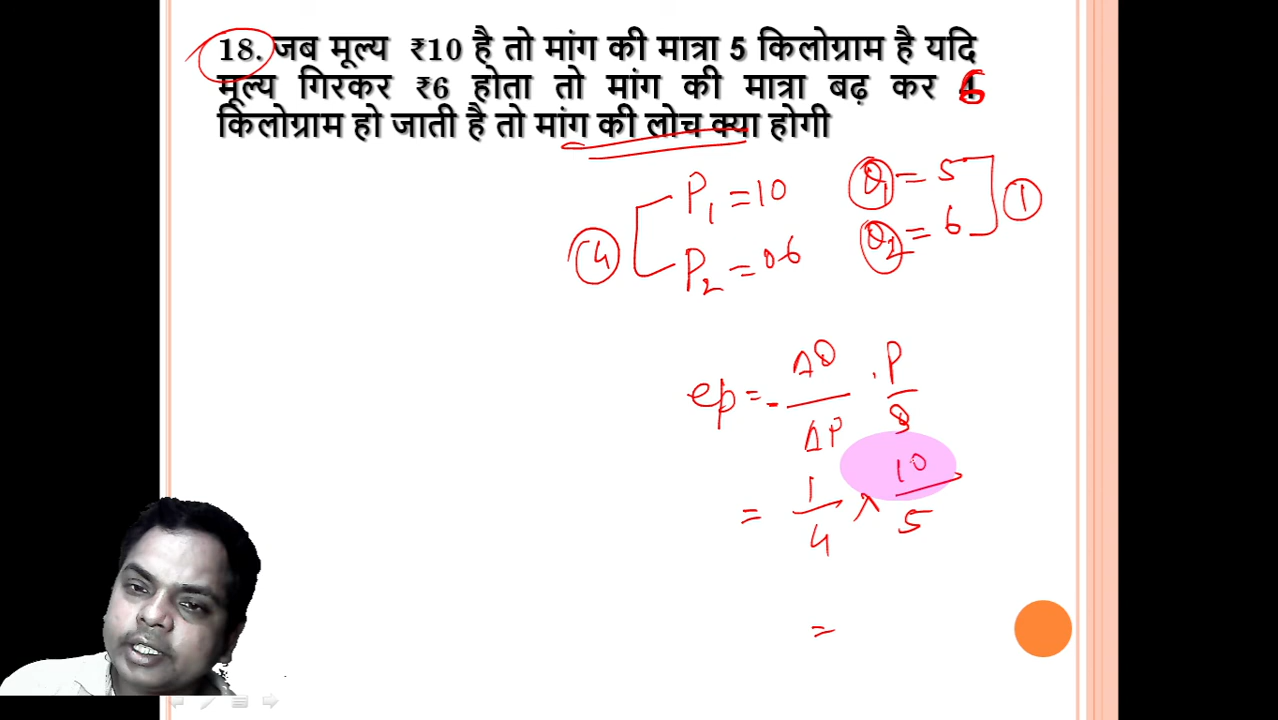 18. जब मूल्य ₹10 है तो मांग की मात्रा 5 किलोग्राम है यदि
मूल्य गिरकर ₹6 होता तो मांग की मात्रा बढ़ कर 6
किलोग्राम हो जाती है तो मांग की लोच क्या होगी
P₁ = 10 Q₁ = 5
4 1
P₂ = 06 Q₂ = 6
ep = - ΔQ/ΔP . P/Q
= 1/4 × 10/5
=